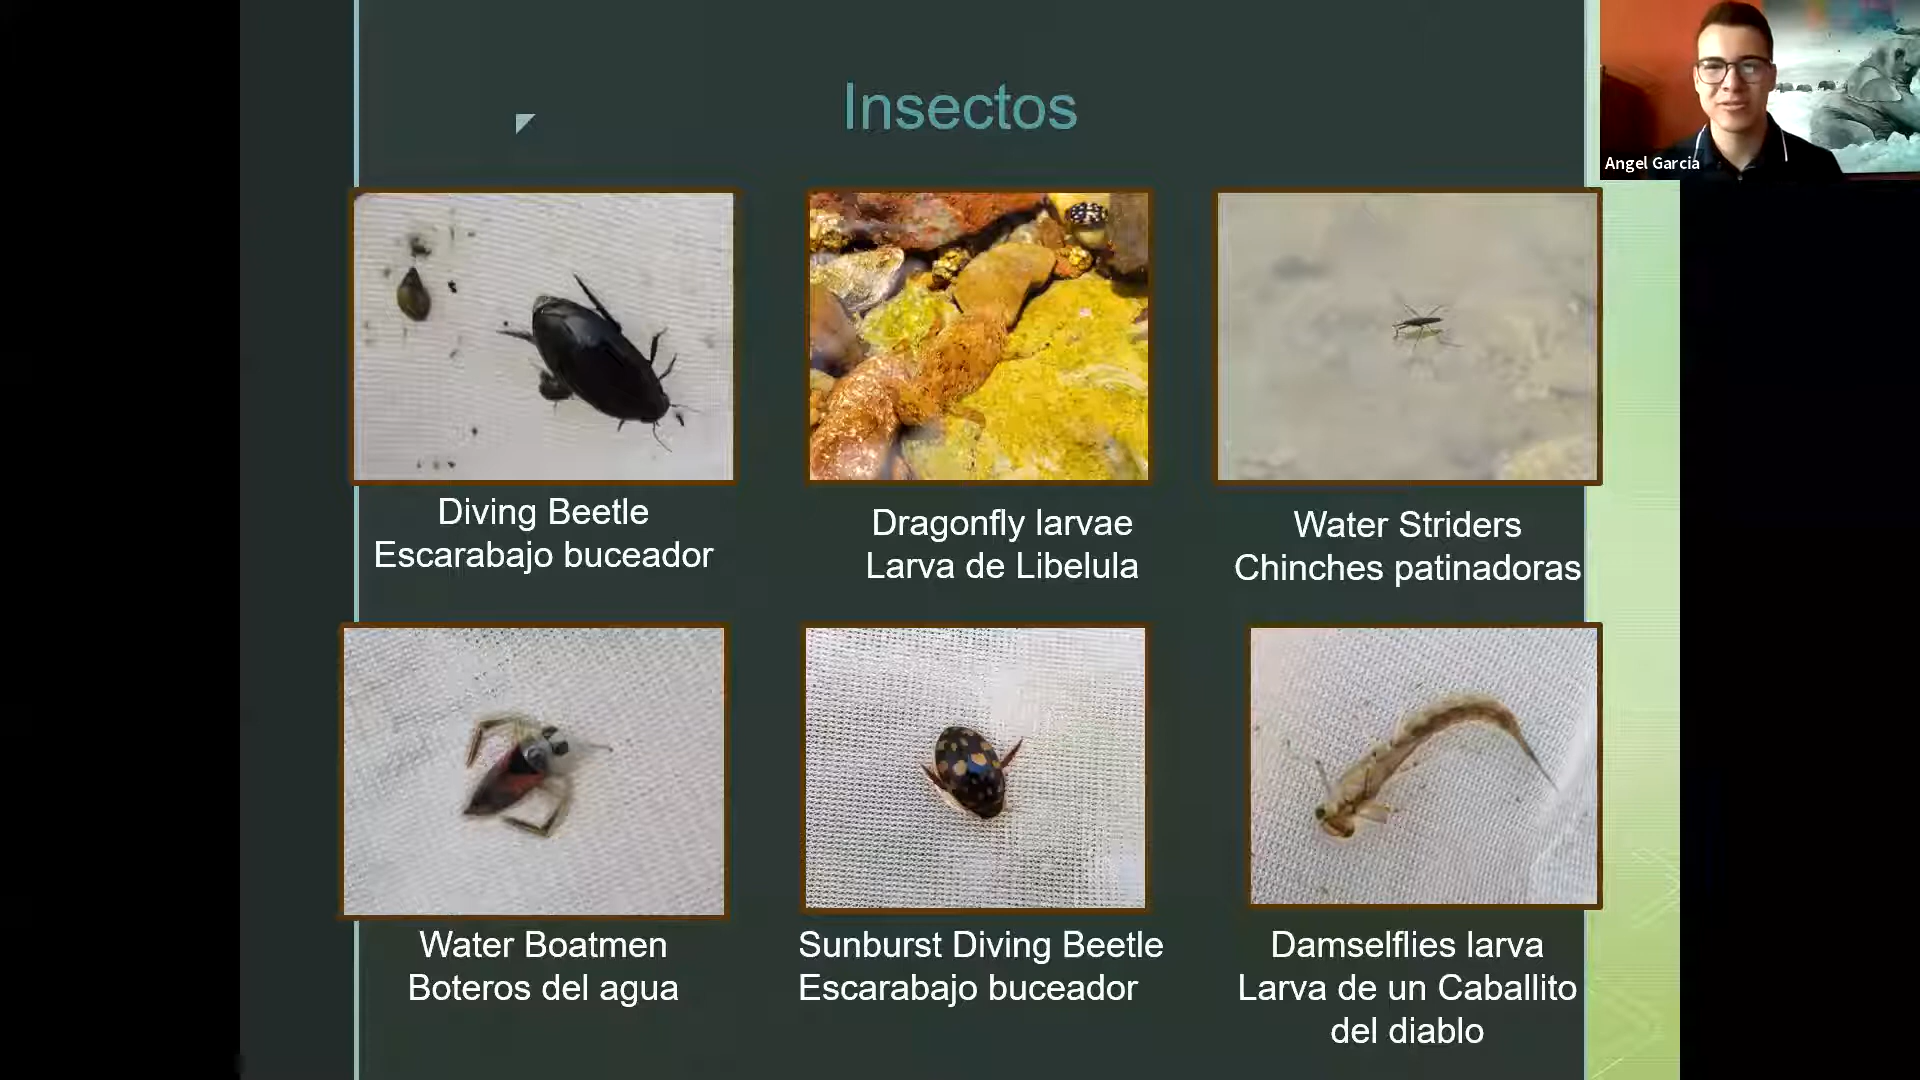 Insectos
Angel Garcia
Diving Beetle
Escarabajo buceador
Dragonfly larvae
Larva de Libelula
Water Striders
Chinches patinadoras
Water Boatmen
Boteros del agua
Sunburst Diving Beetle
Escarabajo buceador
Damselflies larva
Larva de un Caballito
del diablo